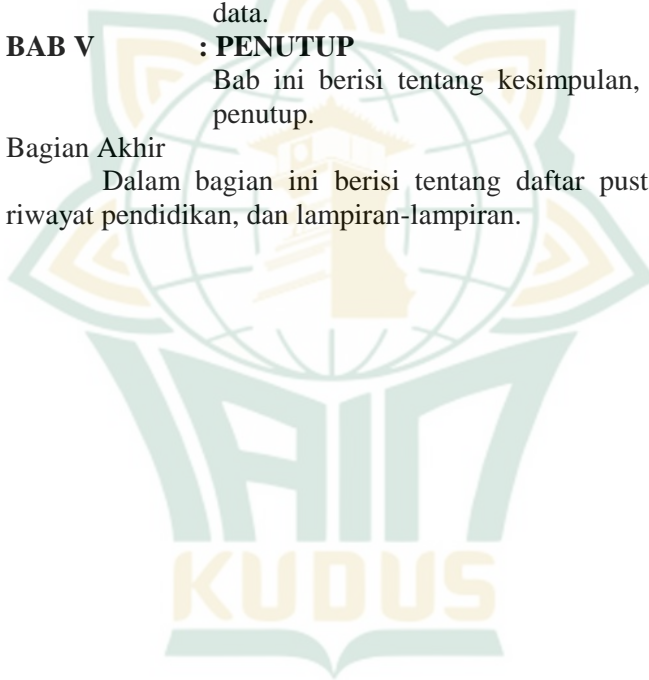 data.
BAB V : PENUTUP
Bab ini berisi tentang kesimpulan,
penutup.
Bagian Akhir
Dalam bagian ini berisi tentang daftar pust
riwayat pendidikan, dan lampiran-lampiran.
IAIN
KUDUS